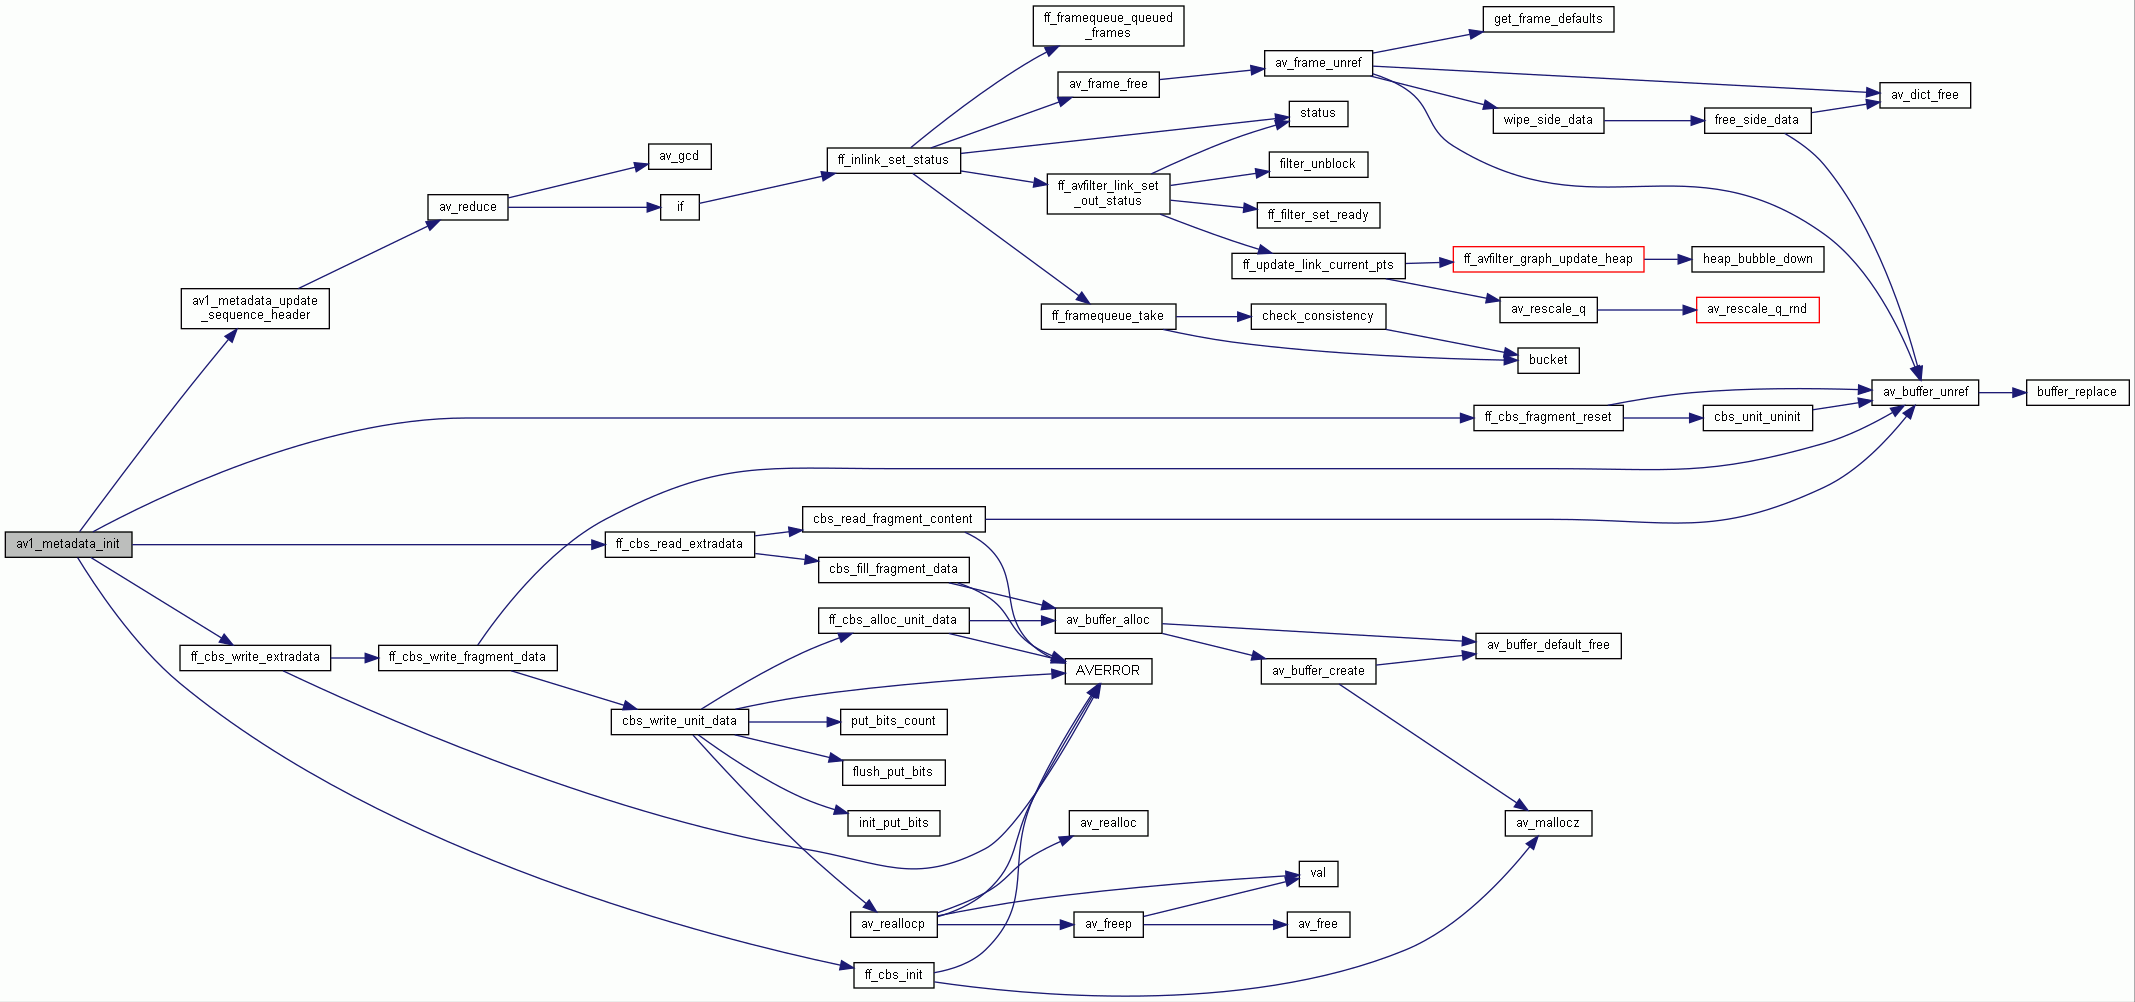 ff_framequeue_queued
_frames
get_frame_defaults
av_frame_unref
av_frame_free
av_dict_free
status
wipe_side_data
free_side_data
av_gcd
ff_inlink_set_status
filter_unblock
ff_avfilter_link_set
_out_status
av_reduce
if
ff_filter_set_ready
ff_update_link_current_pts
ff_avfilter_graph_update_heap
heap_bubble_down
av1_metadata_update
_sequence_header
av_rescale_q
av_rescale_q_rnd
ff_framequeue_take
check_consistency
bucket
av_buffer_unref
buffer_replace
ff_cbs_fragment_reset
cbs_unit_uninit
cbs_read_fragment_content
av1_metadata_init
ff_cbs_read_extradata
cbs_fill_fragment_data
ff_cbs_alloc_unit_data
av_buffer_alloc
av_buffer_default_free
ff_cbs_write_extradata
ff_cbs_write_fragment_data
AVERROR
av_buffer_create
cbs_write_unit_data
put_bits_count
flush_put_bits
init_put_bits
av_realloc
av_mallocz
val
av_reallocp
av_freep
av_free
ff_cbs_init